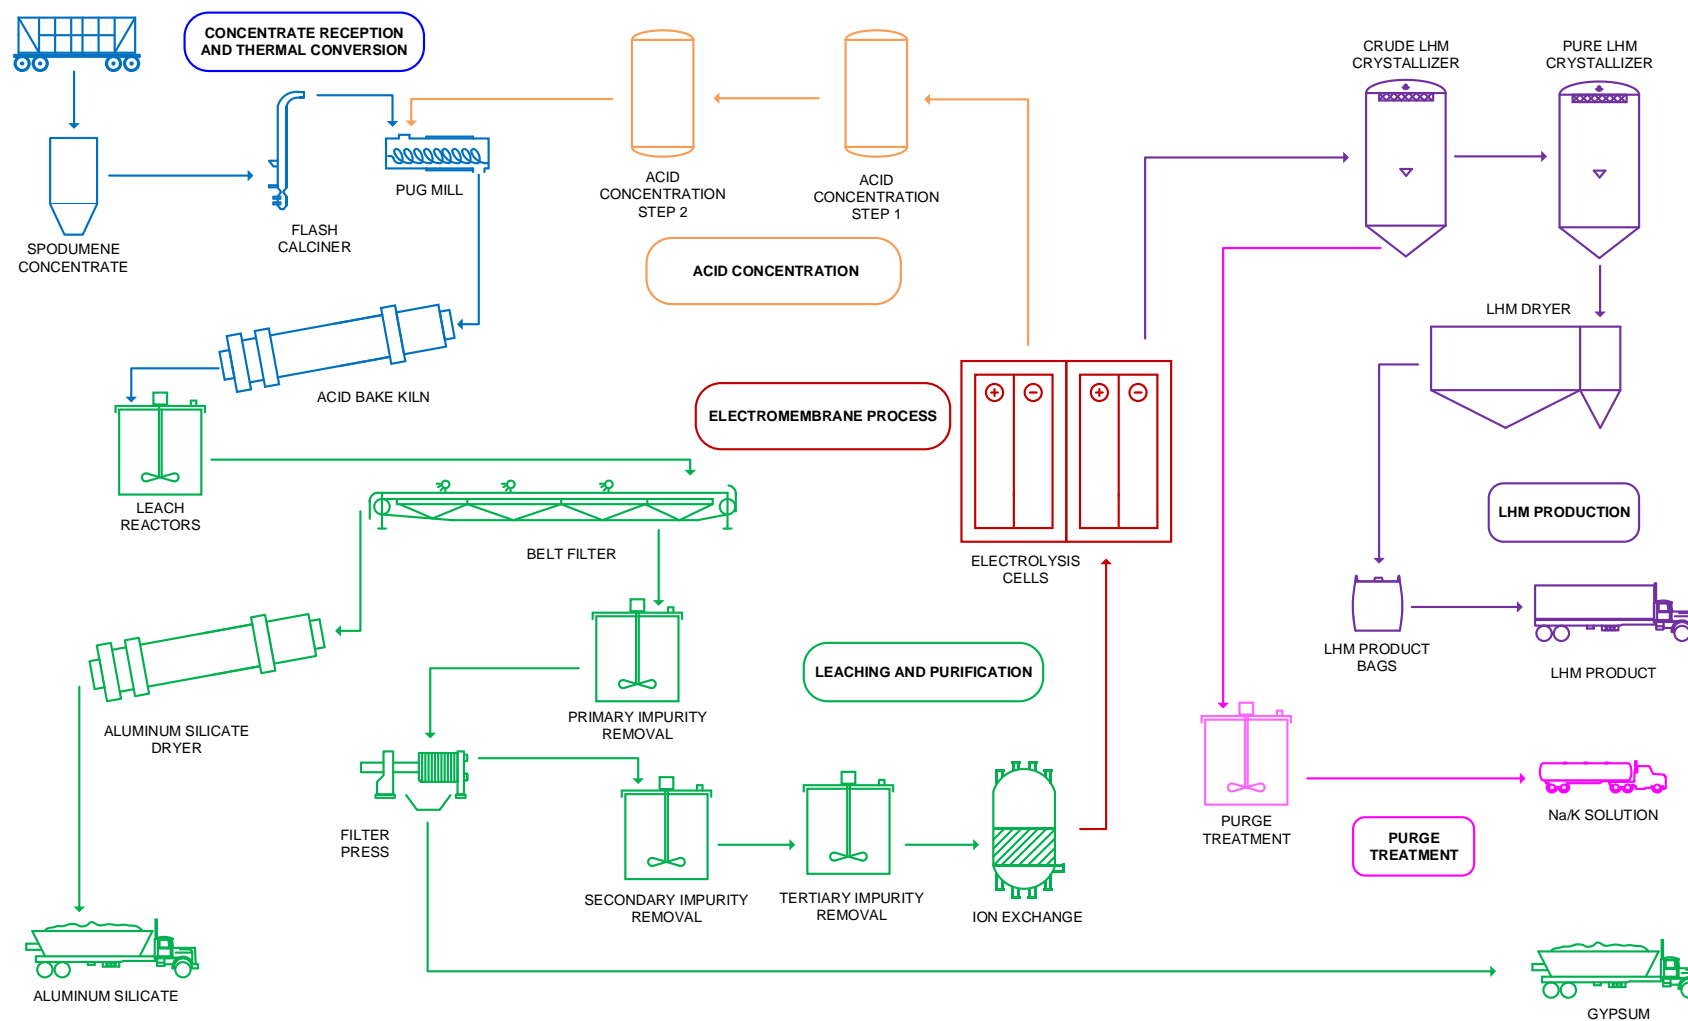 CONCENTRATE RECEPTION
AND THERMAL CONVERSION
CRUDE LHM
CRYSTALLIZER
PURE LHM
CRYSTALLIZER
PUG MILL
ACID
CONCENTRATION
STEP 2
ACID
CONCENTRATION
STEP 1
FLASH
CALCINER
SPODUMENE
CONCENTRATE
ACID CONCENTRATION
LHM DRYER
ACID BAKE KILN
ELECTROMEMBRANE PROCESS
+
−
+
−
LEACH
REACTORS
LHM PRODUCTION
BELT FILTER
ELECTROLYSIS
CELLS
LHM PRODUCT
BAGS
LHM PRODUCT
LEACHING AND PURIFICATION
PRIMARY IMPURITY
REMOVAL
ALUMINUM SILICATE
DRYER
FILTER
PRESS
PURGE
TREATMENT
Na/K SOLUTION
PURGE
TREATMENT
SECONDARY IMPURITY
REMOVAL
TERTIARY IMPURITY
REMOVAL
ION EXCHANGE
ALUMINUM SILICATE
GYPSUM